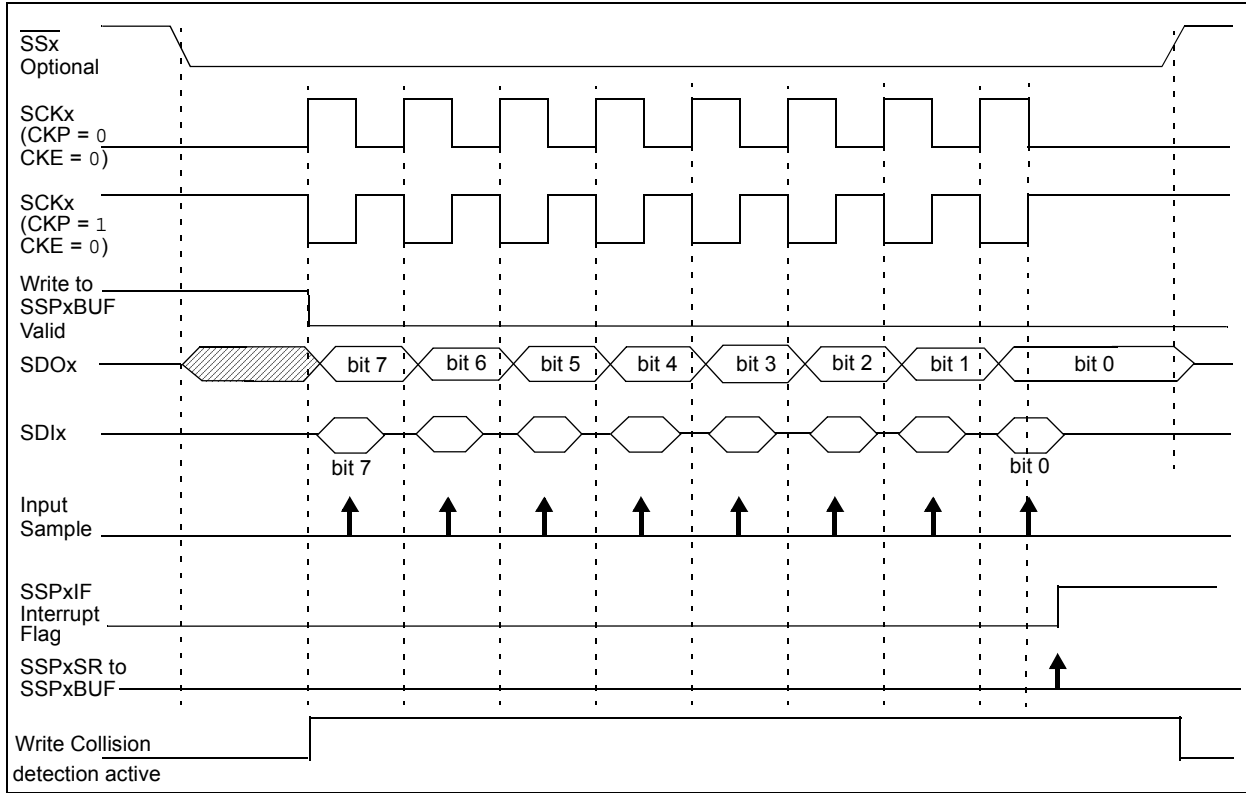 SSx
Optional
SCKx
(CKP = 0
CKE = 0)
SCKx
(CKP = 1
CKE = 0)
Write to
SSPxBUF
Valid
SDOx
bit 7
bit 6
bit 5
bit 4
bit 3
bit 2
bit 1
bit 0
SDIx
bit 7
bit 0
Input
Sample
SSPxIF
Interrupt
Flag
SSPxSR to
SSPxBUF
Write Collision
detection active